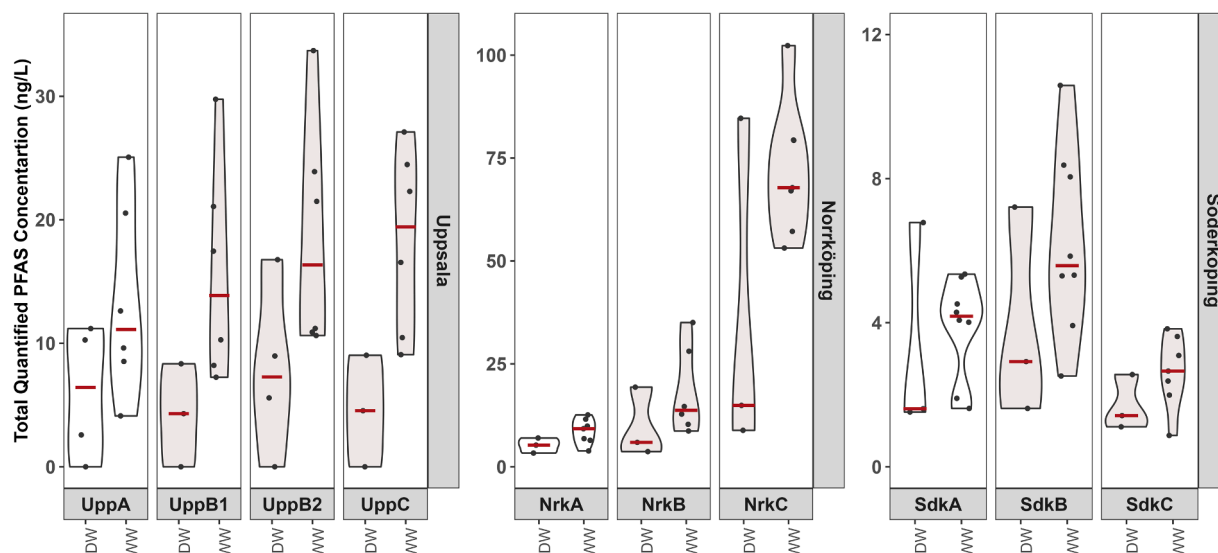 Total Quantified PFAS Concentartion (ng/L)
30
20
10
0
UppA
UppB1
UppB2
UppC
DW
WW
DW
WW
DW
WW
DW
WW
Uppsala
100
75
50
25
0
NrkA
NrkB
NrkC
DW
WW
DW
WW
DW
WW
Norrköping
12
8
4
0
SdkA
SdkB
SdkC
DW
WW
DW
WW
DW
WW
Soderkoping